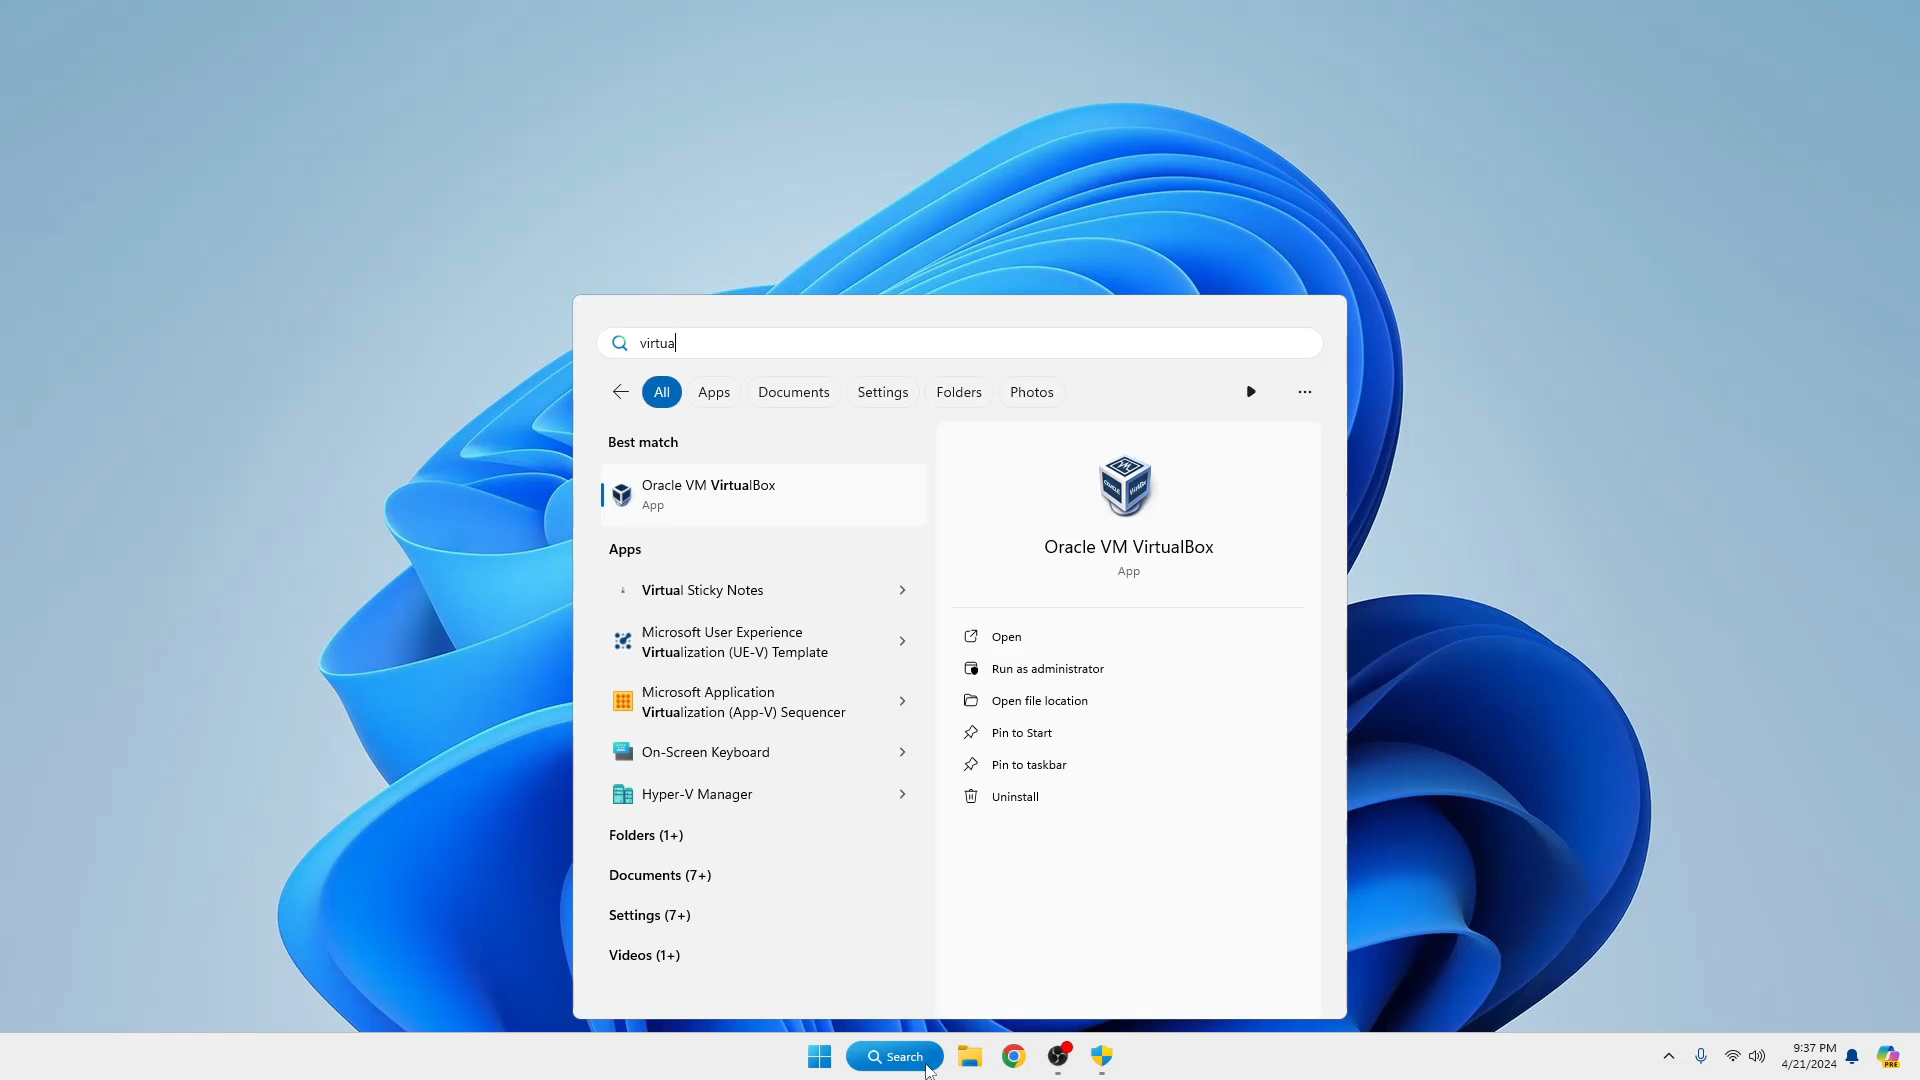 virtua
All Apps Documents Settings Folders Photos
Best match
Oracle VM VirtualBox
App
Apps
Virtual Sticky Notes
Microsoft User Experience
Virtualization (UE-V) Template
Microsoft Application
Virtualization (App-V) Sequencer
On-Screen Keyboard
Hyper-V Manager
Folders (1+)
Documents (7+)
Settings (7+)
Videos (1+)
Oracle VM VirtualBox
App
Open
Run as administrator
Open file location
Pin to Start
Pin to taskbar
Uninstall
Search
9:37 PM
4/21/2024
PRE